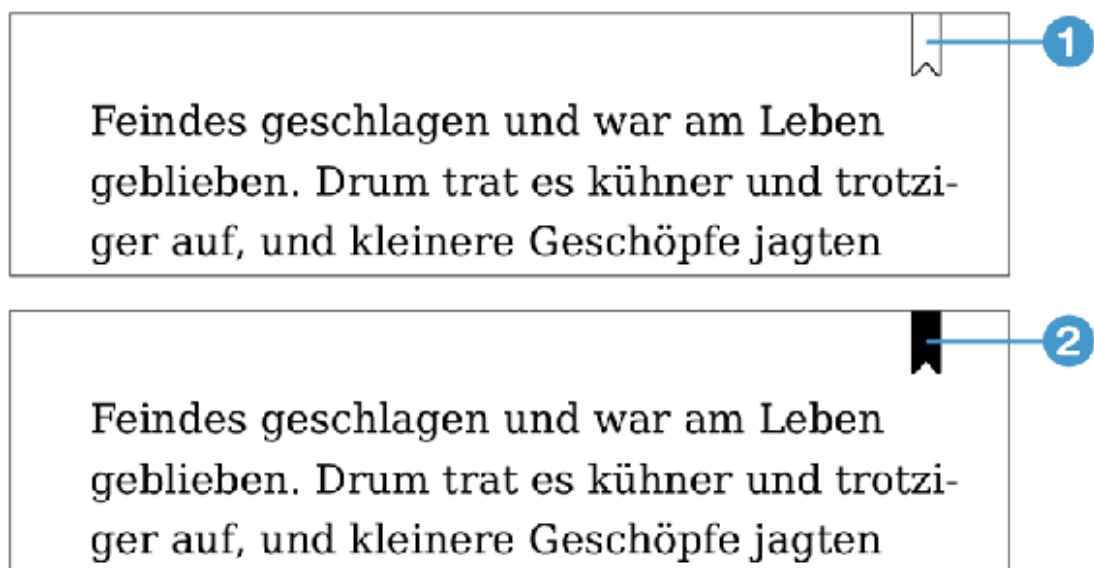 1
Feindes geschlagen und war am Leben
geblieben. Drum trat es kühner und trotzi-
ger auf, und kleinere Geschöpfe jagten
2
Feindes geschlagen und war am Leben
geblieben. Drum trat es kühner und trotzi-
ger auf, und kleinere Geschöpfe jagten